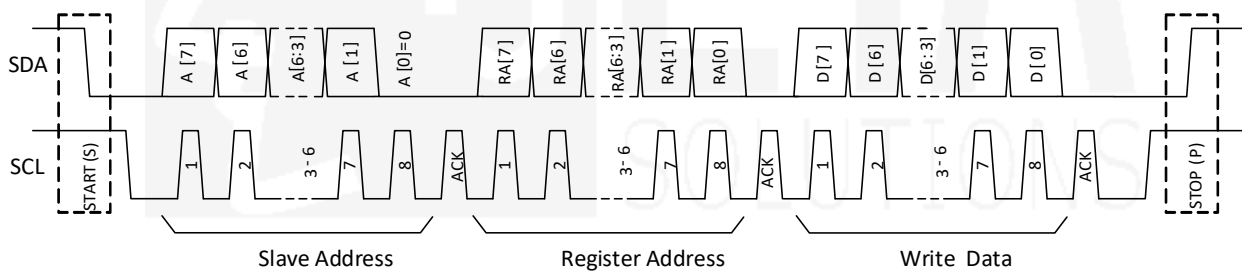 SDA A [7] A [6] A[6:3] A [1] A [0]=0 RA[7] RA[6] RA[6:3] RA[1] RA[0] D[7] D[6] D[6:3] D[1] D[0]
SCL START (S) 1 2 3-6 7 8 ACK 1 2 3-6 7 8 ACK 1 2 3-6 7 8 ACK STOP (P)
Slave Address Register Address Write Data
SOLUTIONS